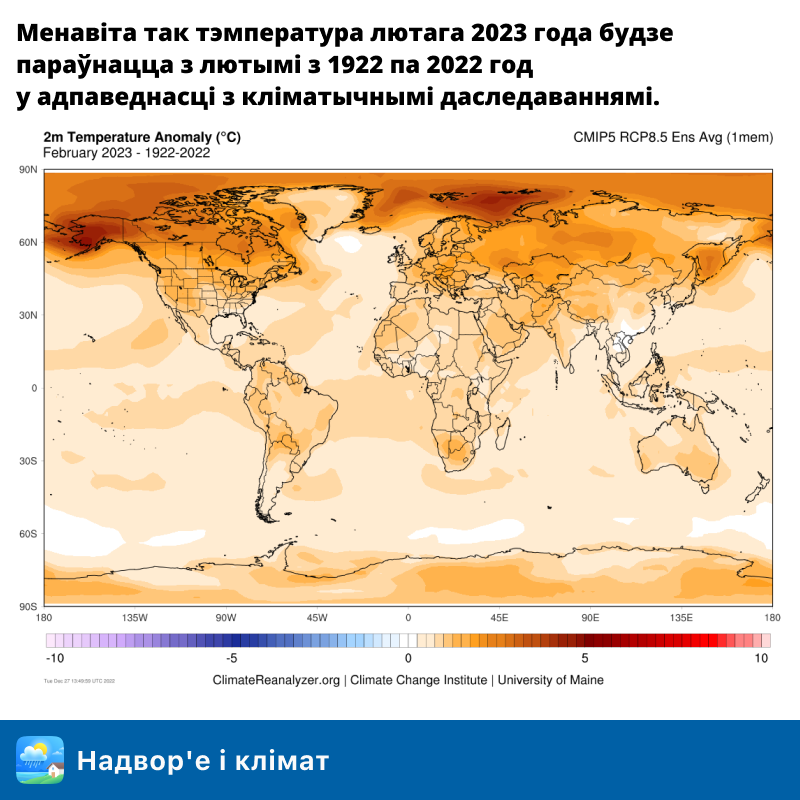 Менавіта так тэмпература лютага 2023 года будзе
параўнацца з лютымі з 1922 па 2022 год
у адпаведнасці з кліматычнымі даследаваннямі.
2m Temperature Anomaly (°C)
CMIP5 RCP8.5 Ens Avg (1mem)
February 2023 - 1922-2022
90N
60N
30N
0
30S
60S
90S
180 135W 90W 45W 0 45E 90E 135E 180
-10 -5 0 5 10
Tue Dec 27 13:49:55 UTC 2022
ClimateReanalyzer.org | Climate Change Institute | University of Maine
Надвор'е і клімат